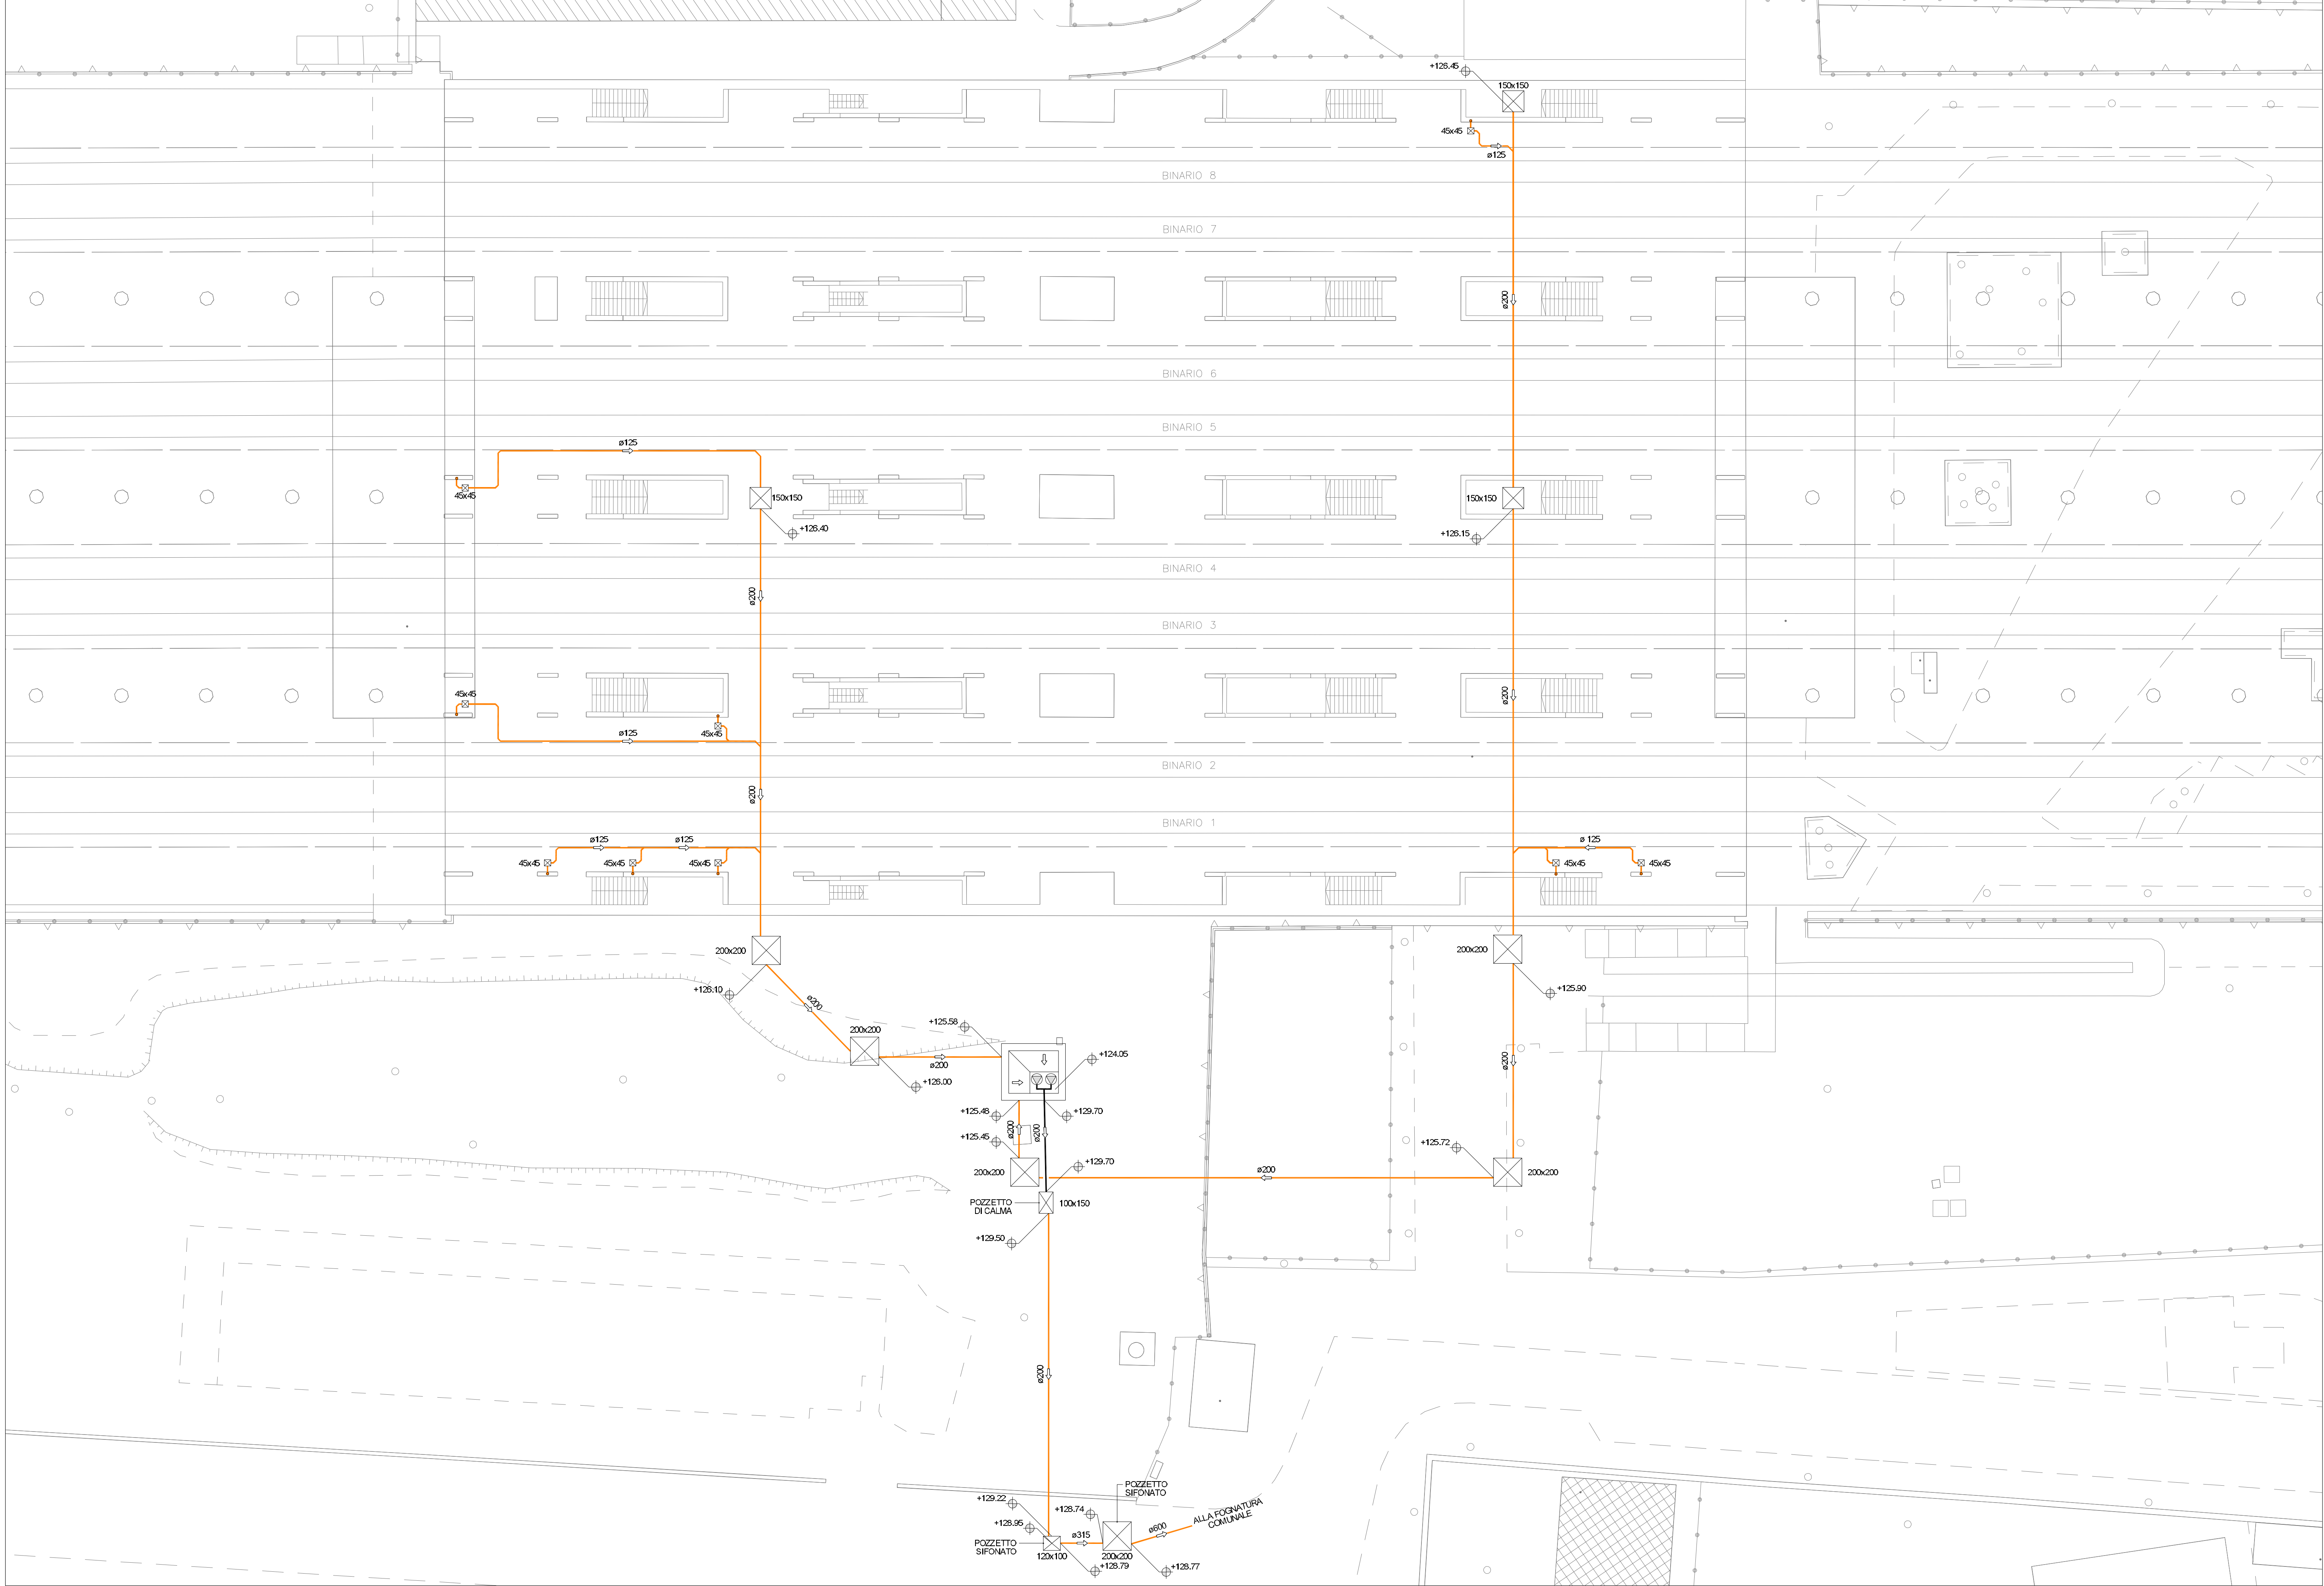 +126.45
150x150
45x45
ø125
BINARIO 8
BINARIO 7
ø200
BINARIO 6
BINARIO 5
ø125
45x45
150x150
+126.40
150x150
+126.15
BINARIO 4
ø200
BINARIO 3
45x45
ø200
ø125
45x45
BINARIO 2
ø200
BINARIO 1
ø125
ø125
45x45
45x45
45x45
ø 125
45x45
45x45
200x200
+126.10
ø200
200x200
+125.90
200x200
+126.00
ø200
+125.58
+124.05
ø200
+125.48
+129.70
ø200
ø200
+125.45
+125.72
200x200
+129.70
ø200
200x200
POZZETTO
DI CALMA
100x150
+129.50
ø200
POZZETTO
SIFONATO
+129.22
+128.74
+128.95
ø315
ø600
ALLA FOGNATURA
COMUNALE
POZZETTO
SIFONATO
120x100
200x200
+128.79
+128.77